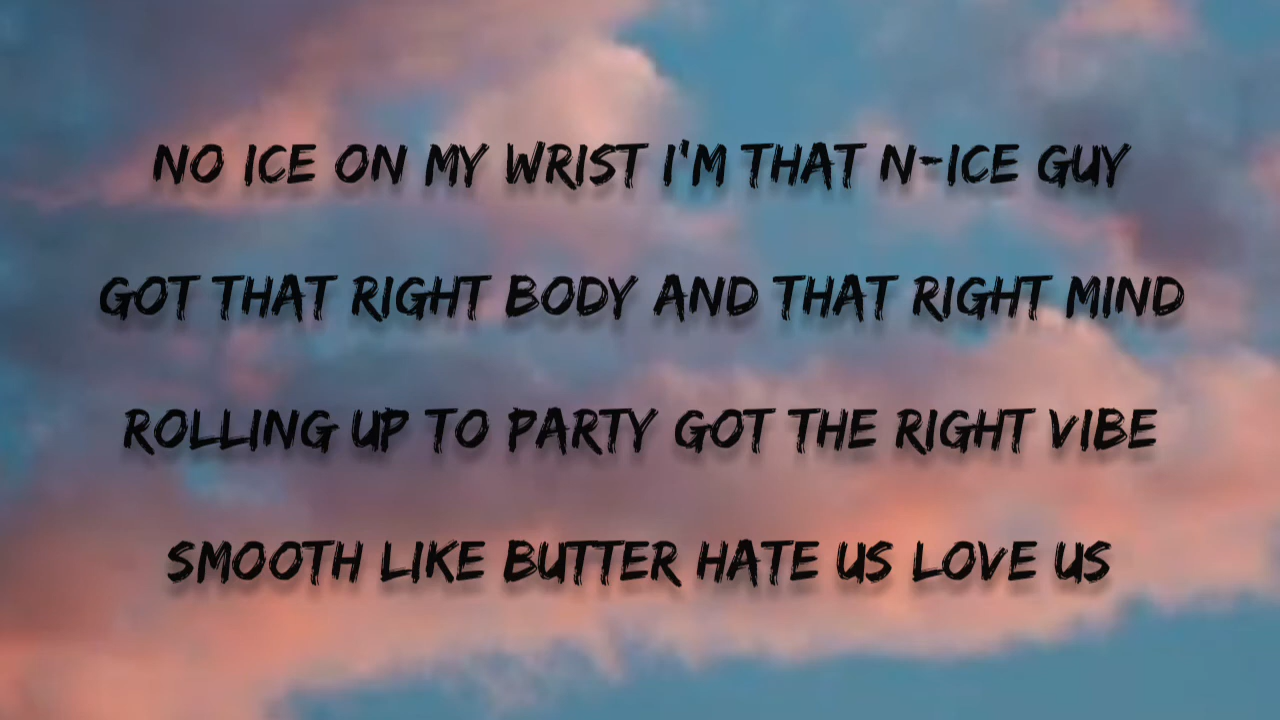 NO ICE ON MY WRIST I'M THAT N-ICE GUY
GOT THAT RIGHT BODY AND THAT RIGHT MIND
ROLLING UP TO PARTY GOT THE RIGHT VIBE
SMOOTH LIKE BUTTER HATE US LOVE US